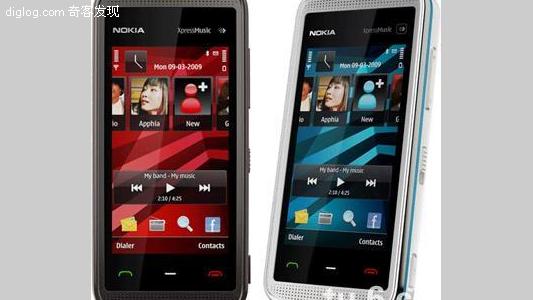 diglog.com 奇客发现
NOKIA XpressMusic
Mon 09-03-2009
io Apphia New G
My band - My music
2:10 / 4:25
Dialer Contacts
NOKIA XpressMusic
Mon 09-03-2009
io Apphia New G
My band - My music
2:10 / 4:25
Dialer Contacts